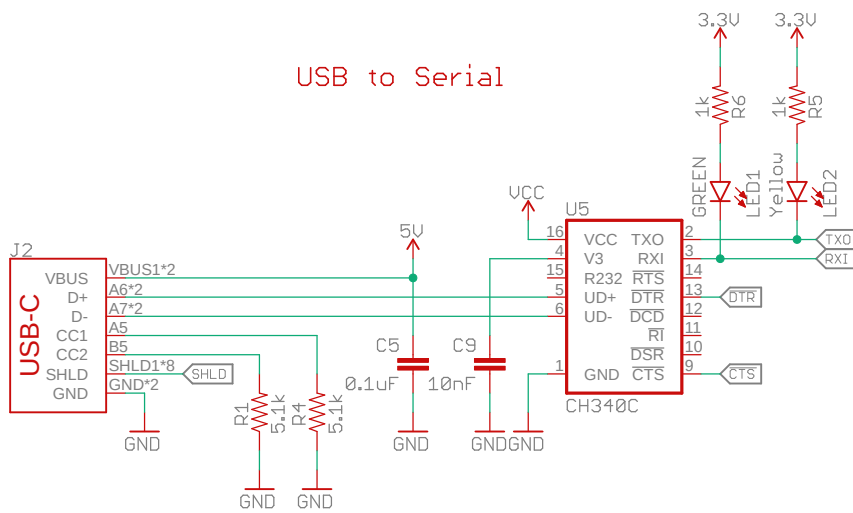 3.3V 3.3V
USB to Serial
1k R6 1k R5
GREEN LED1 Yellow LED2
VCC
U5
5V
16 VCC TXO 2 TXO
J2
4 V3 RXI 3 RXI
VBUS VBUS1*2
15 R232 RTS 14
D+ A6*2
5 UD+ DTR 13 DTR
D- A7*2
6 UD- DCD 12
CC1 A5
RI 11
USB-C
CC2 B5
C5 C9
DSR 10
SHLD SHLD1*8 SHLD
1 GND CTS 9 CTS
GND GND*2
0.1uF 10nF
R1 5.1k R4 5.1k
CH340C
GND GND GND GND
GND GND